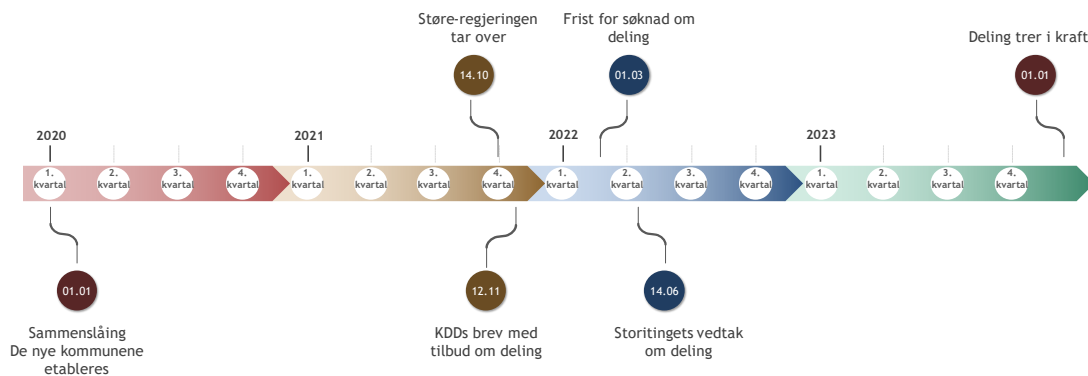 Støre-regjeringen
tar over
Frist for søknad om
deling
Deling trer i kraft
14.10
01.03
01.01
2020
2021
2022
2023
1.
kvartal
2.
kvartal
3.
kvartal
4.
kvartal
1.
kvartal
2.
kvartal
3.
kvartal
4.
kvartal
1.
kvartal
2.
kvartal
3.
kvartal
4.
kvartal
1.
kvartal
2.
kvartal
3.
kvartal
4.
kvartal
01.01
12.11
14.06
Sammenslåing
De nye kommunene
etableres
KDDs brev med
tilbud om deling
Storitingets vedtak
om deling